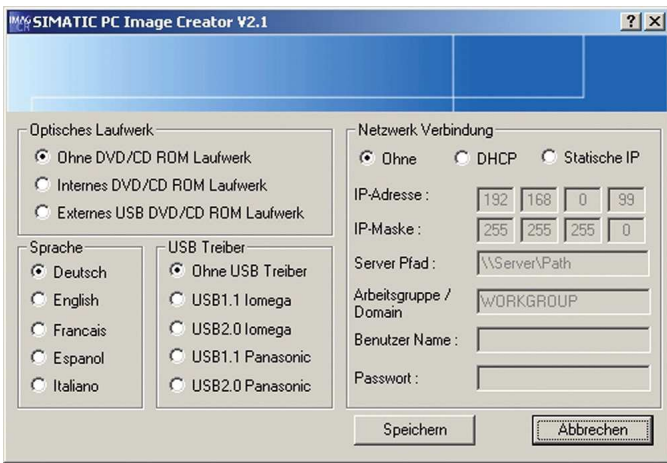 SIMATIC PC Image Creator V2.1
Optisches Laufwerk
Ohne DVD/CD ROM Laufwerk
Internes DVD/CD ROM Laufwerk
Externes USB DVD/CD ROM Laufwerk
Sprache
Deutsch
English
Francais
Espanol
Italiano
USB Treiber
Ohne USB Treiber
USB1.1 Iomega
USB2.0 Iomega
USB1.1 Panasonic
USB2.0 Panasonic
Netzwerk Verbindung
Ohne DHCP Statische IP
IP-Adresse : 192 168 0 99
IP-Maske : 255 255 255 0
Server Pfad : \\Server\Path
Arbeitsgruppe /
Domain WORKGROUP
Benutzer Name :
Passwort :
Speichern Abbrechen